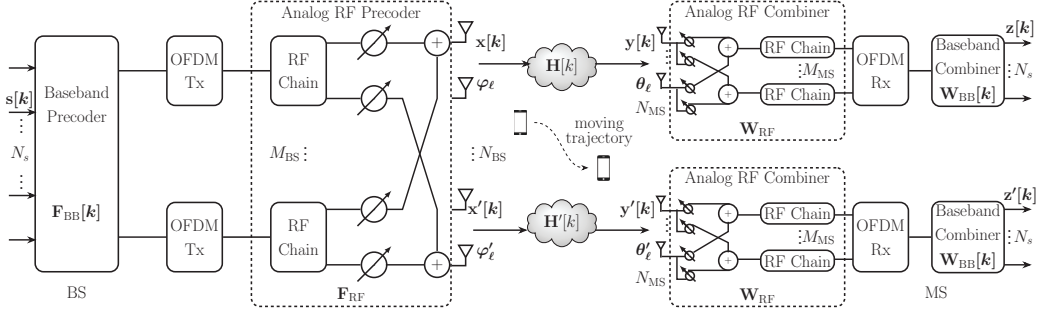 Analog RF Precoder
Analog RF Combiner
s[k]
⋮
N_s
⋮
Baseband
Precoder
F_BB[k]
OFDM
Tx
OFDM
Tx
RF
Chain
M_BS ⋮
RF
Chain
+
+
x[k]
φ_ℓ
⋮ N_BS
x′[k]
φ′_ℓ
F_RF
BS
H[k]
moving
trajectory
H′[k]
y[k]
θ_ℓ
N_MS
+
+
RF Chain
⋮ M_MS
RF Chain
W_RF
OFDM
Rx
Baseband
Combiner
W_BB[k]
z[k]
⋮ N_s
Analog RF Combiner
y′[k]
θ′_ℓ
N_MS
+
+
RF Chain
⋮ M_MS
RF Chain
W_RF
OFDM
Rx
Baseband
Combiner
W_BB[k]
z′[k]
⋮ N_s
MS